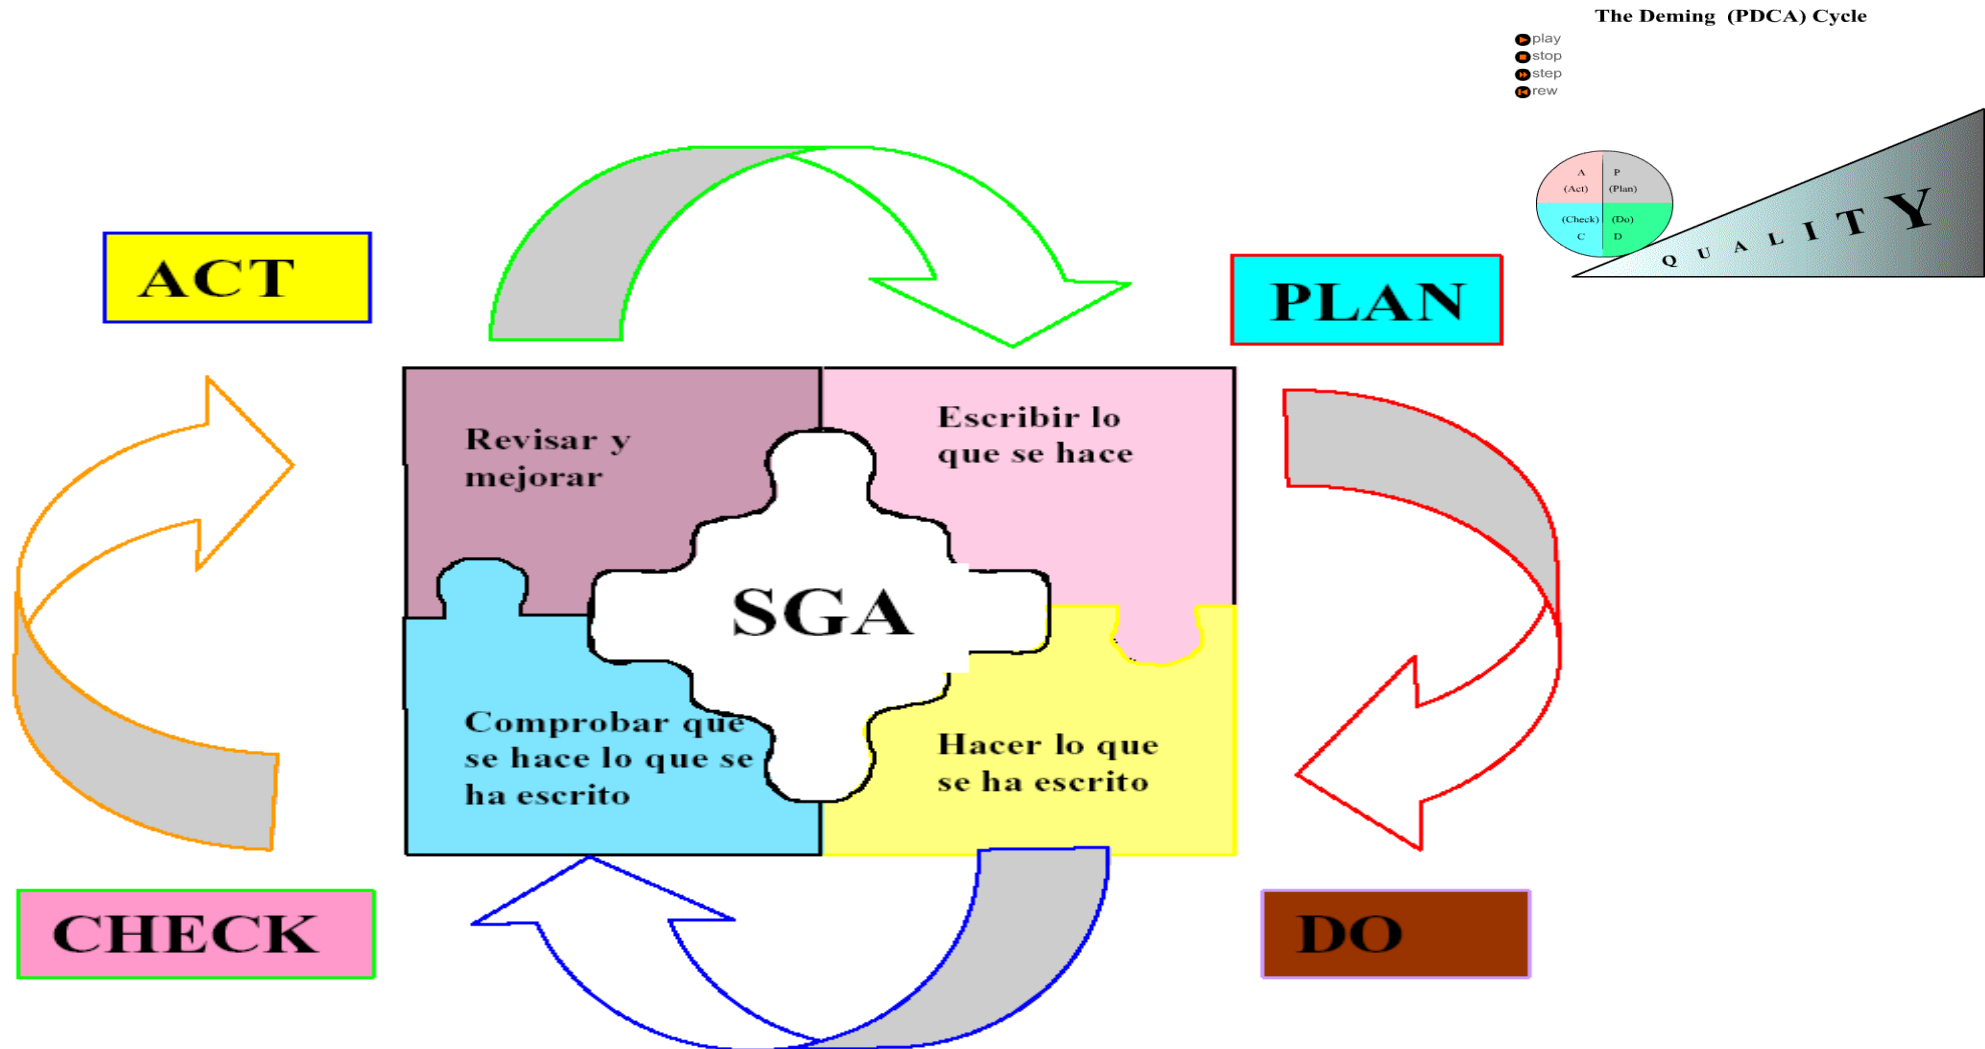 The Deming (PDCA) Cycle
play
stop
step
rew
A
P
(Act)
(Plan)
(Check)
(Do)
C
D
QUALITY
ACT
PLAN
Revisar y
mejorar
Escribir lo
que se hace
SGA
Comprobar que
se hace lo que se
ha escrito
Hacer lo que
se ha escrito
CHECK
DO